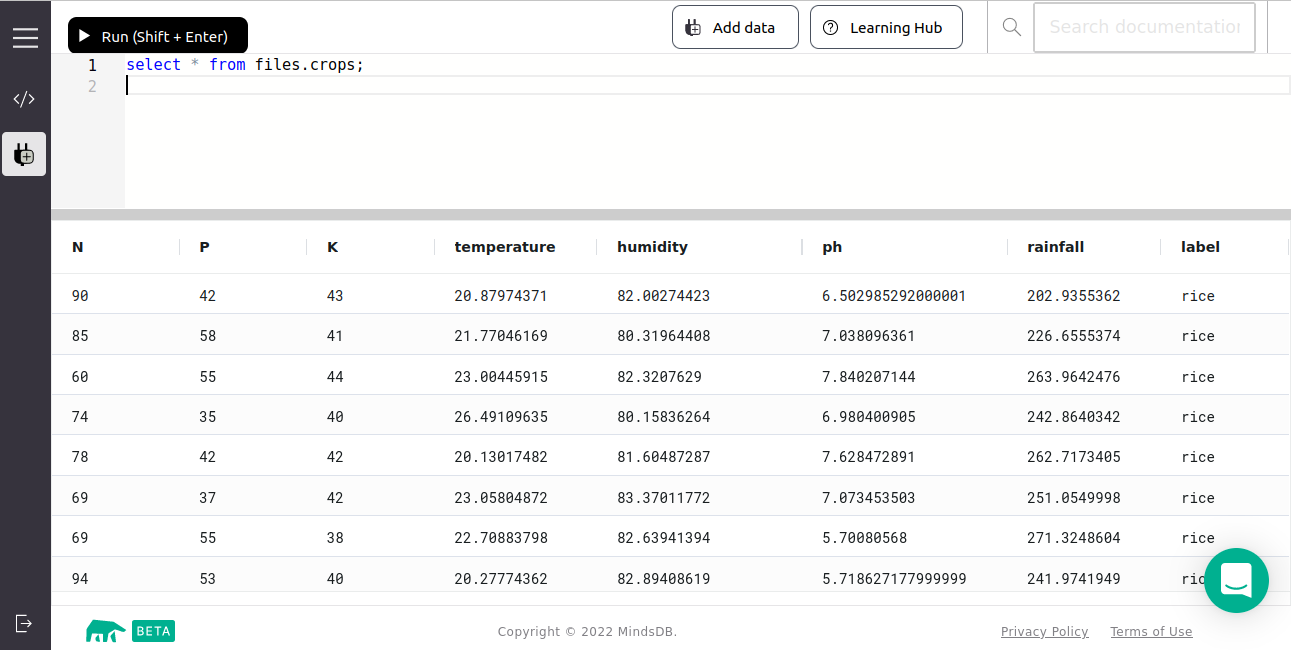 Run (Shift + Enter) Add data Learning Hub Search documentation
1 select * from files.crops;
2
N P K temperature humidity ph rainfall label
90 42 43 20.87974371 82.00274423 6.502985292000001 202.9355362 rice
85 58 41 21.77046169 80.31964408 7.038096361 226.6555374 rice
60 55 44 23.00445915 82.3207629 7.840207144 263.9642476 rice
74 35 40 26.49109635 80.15836264 6.980400905 242.8640342 rice
78 42 42 20.13017482 81.60487287 7.628472891 262.7173405 rice
69 37 42 23.05804872 83.37011772 7.073453503 251.0549998 rice
69 55 38 22.70883798 82.63941394 5.70080568 271.3248604 rice
94 53 40 20.27774362 82.89408619 5.718627177999999 241.9741949 ric
BETA Copyright © 2022 MindsDB. Privacy Policy Terms of Use